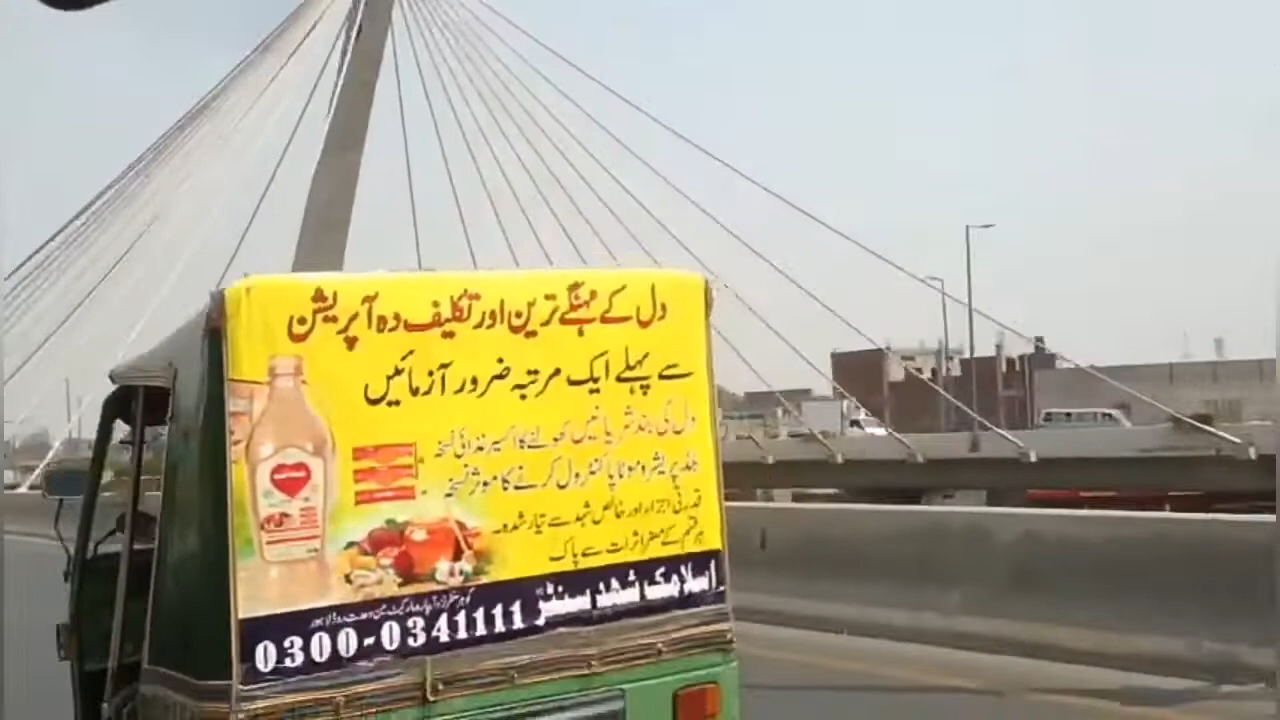 دل کے مہنگے ترین اور تکلیف دہ آپریشن
سے پہلے ایک مرتبہ ضرور آزمائیں
دل کی بند شریانیں کھولنے کا اکسیر غذائی نسخہ
بلڈ پریشر و موٹاپا کنٹرول کرنے کا موثر نسخہ
قدرتی اجزاء اور خالص شہد سے تیار شدہ۔
ہر قسم کے مضر اثرات سے پاک
اسلامک شہد سنٹر
0300-0341111